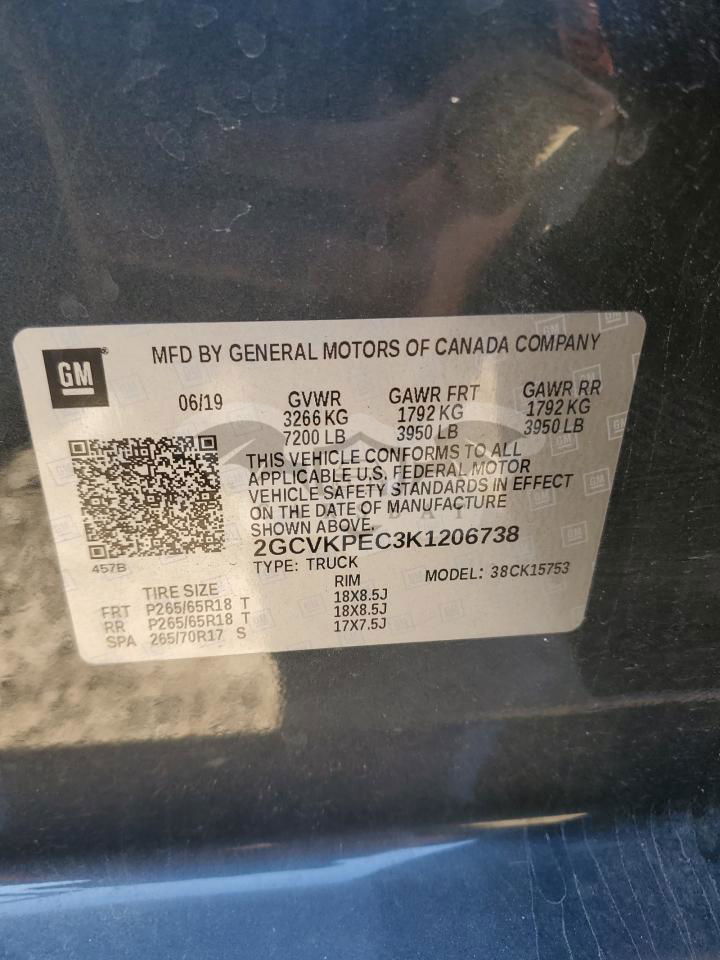 GM
MFD BY GENERAL MOTORS OF CANADA COMPANY
06/19 GVWR GAWR FRT GAWR RR
3266 KG 1792 KG 1792 KG
7200 LB 3950 LB 3950 LB
THIS VEHICLE CONFORMS TO ALL
APPLICABLE U.S. FEDERAL MOTOR
VEHICLE SAFETY STANDARDS IN EFFECT
ON THE DATE OF MANUFACTURE
SHOWN ABOVE.
2GCVKPEC3K1206738
457B
TYPE: TRUCK MODEL: 38CK15753
TIRE SIZE RIM
FRT P265/65R18 T 18X8.5J
RR P265/65R18 T 18X8.5J
SPA 265/70R17 S 17X7.5J